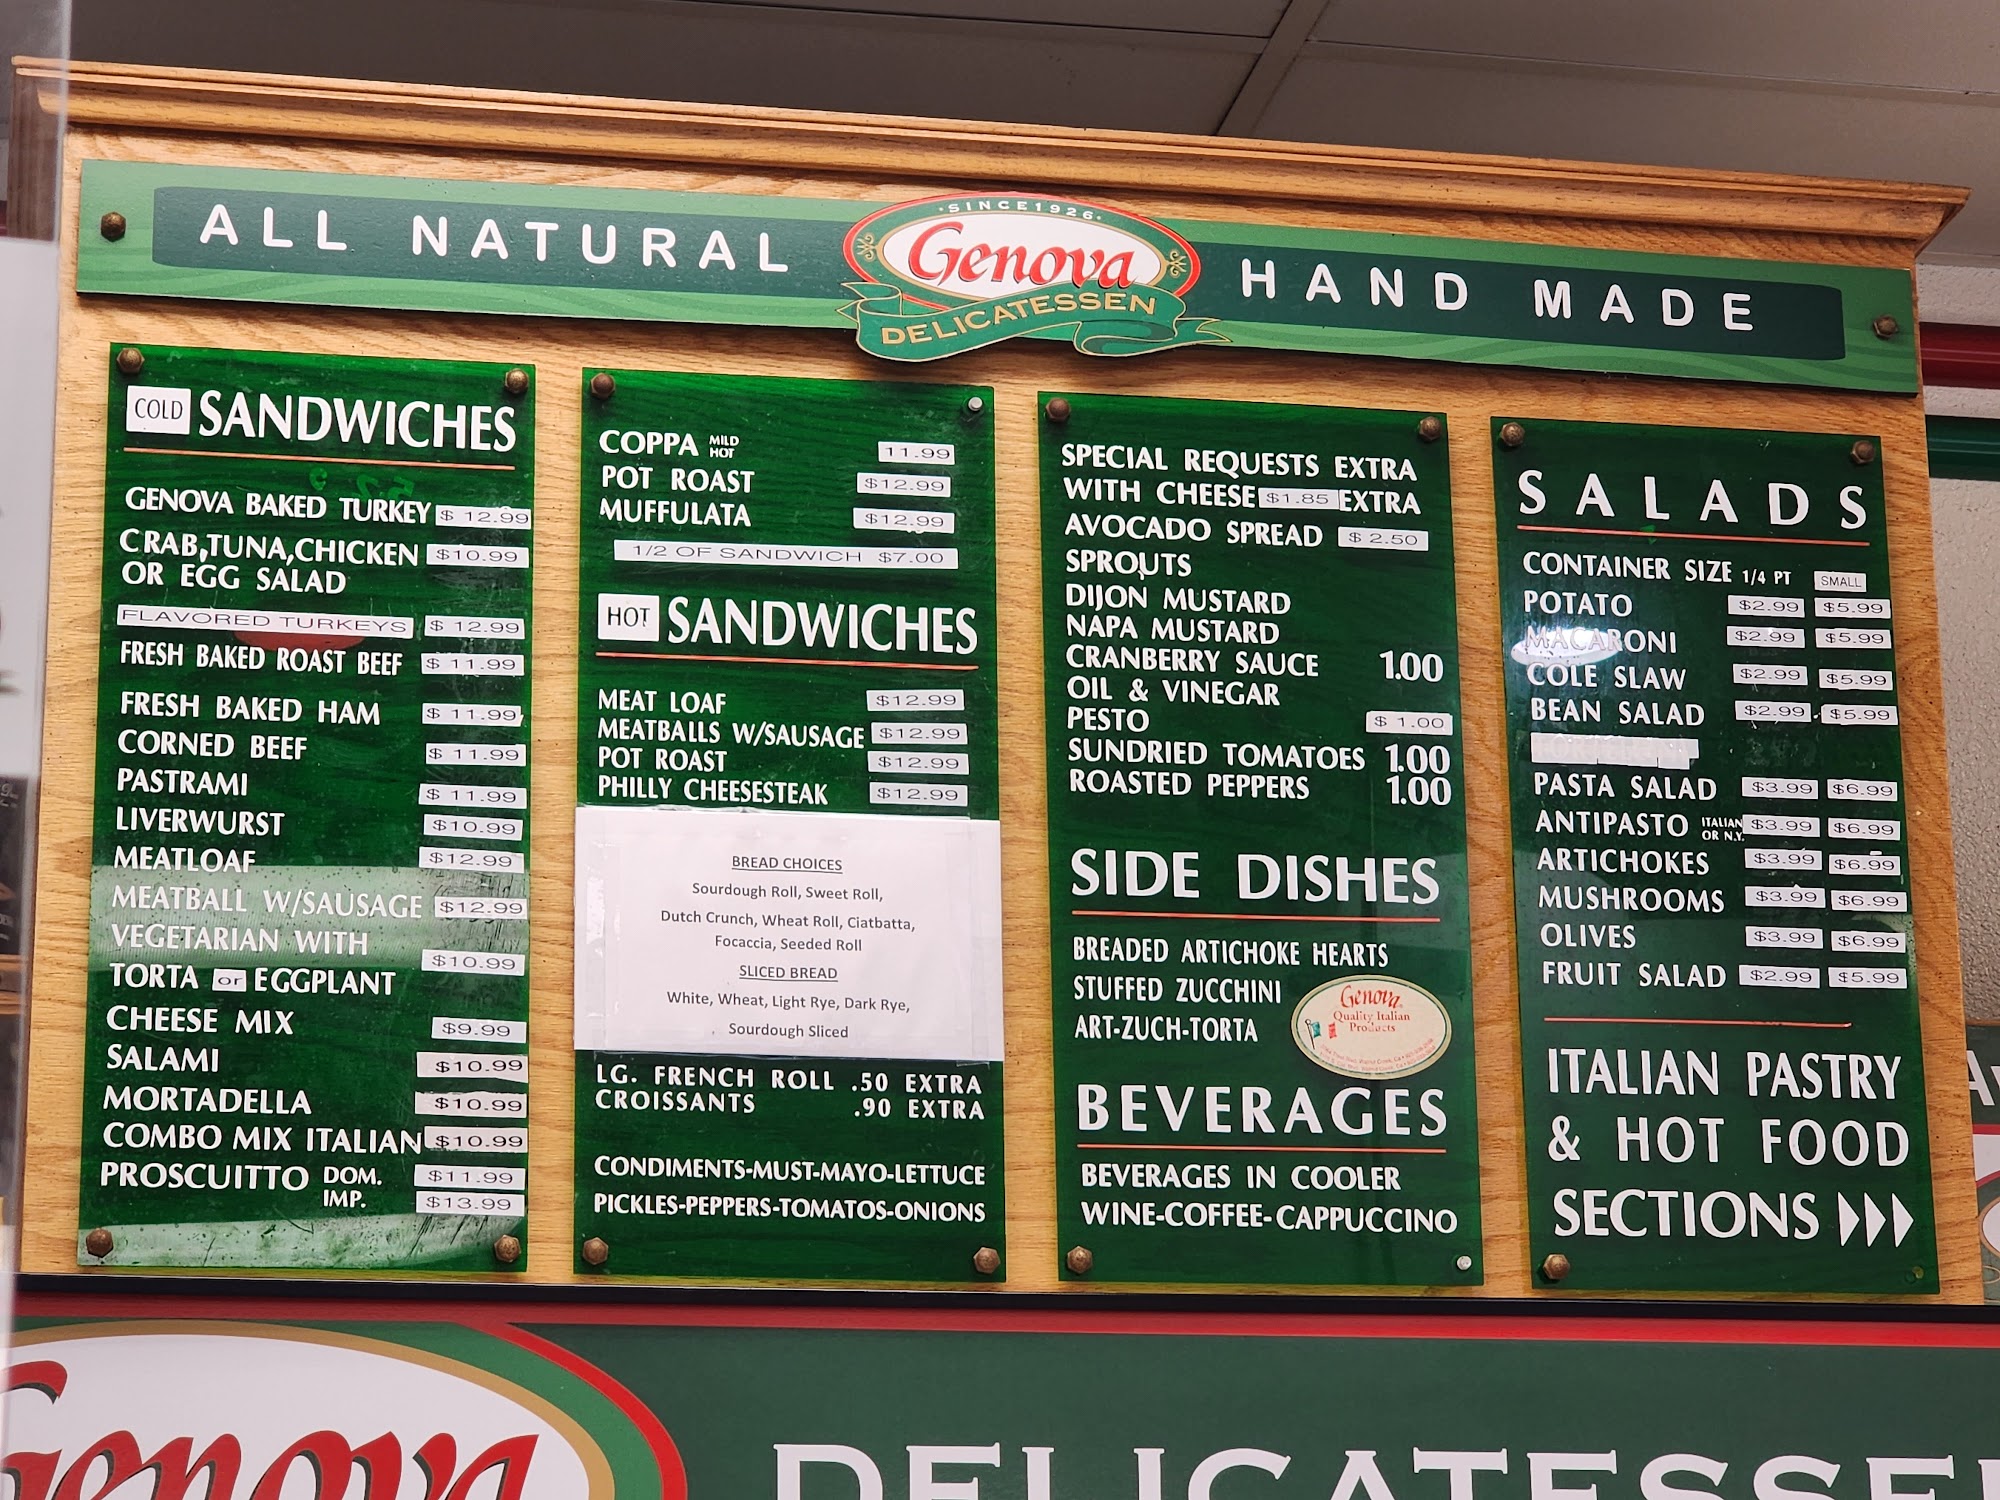 ALL NATURAL
·SINCE 1926·
Genova
DELICATESSEN
HAND MADE
COLD SANDWICHES
GENOVA BAKED TURKEY $ 12.99
CRAB,TUNA,CHICKEN $10.99
OR EGG SALAD
FLAVORED TURKEYS $ 12.99
FRESH BAKED ROAST BEEF $ 11.99
FRESH BAKED HAM $ 11.99
CORNED BEEF $ 11.99
PASTRAMI $ 11.99
LIVERWURST $10.99
MEATLOAF $12.99
MEATBALL W/SAUSAGE $12.99
VEGETARIAN WITH
TORTA or EGGPLANT $10.99
CHEESE MIX $9.99
SALAMI $10.99
MORTADELLA $10.99
COMBO MIX ITALIAN $10.99
PROSCUITTO DOM. $11.99
IMP. $13.99
COPPA MILD HOT 11.99
POT ROAST $12.99
MUFFULATA $12.99
1/2 OF SANDWICH $7.00
HOT SANDWICHES
MEAT LOAF $12.99
MEATBALLS W/SAUSAGE $12.99
POT ROAST $12.99
PHILLY CHEESESTEAK $12.99
BREAD CHOICES
Sourdough Roll, Sweet Roll,
Dutch Crunch, Wheat Roll, Ciatbatta,
Focaccia, Seeded Roll
SLICED BREAD
White, Wheat, Light Rye, Dark Rye,
Sourdough Sliced
LG. FRENCH ROLL .50 EXTRA
CROISSANTS .90 EXTRA
CONDIMENTS-MUST-MAYO-LETTUCE
PICKLES-PEPPERS-TOMATOS-ONIONS
SPECIAL REQUESTS EXTRA
WITH CHEESE $1.85 EXTRA
AVOCADO SPREAD $ 2.50
SPROUTS
DIJON MUSTARD
NAPA MUSTARD
CRANBERRY SAUCE 1.00
OIL & VINEGAR
PESTO $ 1.00
SUNDRIED TOMATOES 1.00
ROASTED PEPPERS 1.00
SIDE DISHES
BREADED ARTICHOKE HEARTS
STUFFED ZUCCHINI
ART-ZUCH-TORTA
Genova
Quality Italian
Products
BEVERAGES
BEVERAGES IN COOLER
WINE-COFFEE-CAPPUCCINO
SALADS
CONTAINER SIZE 1/4 PT SMALL
POTATO $2.99 $5.99
MACARONI $2.99 $5.99
COLE SLAW $2.99 $5.99
BEAN SALAD $2.99 $5.99
PASTA SALAD $3.99 $6.99
ANTIPASTO ITALIAN OR N.Y. $3.99 $6.99
ARTICHOKES $3.99 $6.99
MUSHROOMS $3.99 $6.99
OLIVES $3.99 $6.99
FRUIT SALAD $2.99 $5.99
ITALIAN PASTRY
& HOT FOOD
SECTIONS
Genova
DELICATESSEN